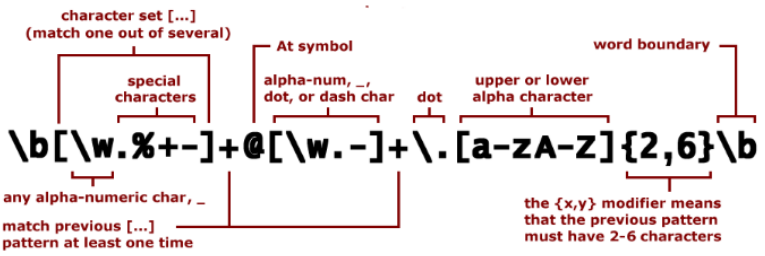 character set [...]
(match one out of several)
At symbol
word boundary
special
characters
alpha-num, _,
dot, or dash char
dot
upper or lower
alpha character
\b[\w.%+-]+@[\w.-]+\.[a-zA-Z]{2,6}\b
any alpha-numeric char, _
match previous [...]
pattern at least one time
the {x,y} modifier means
that the previous pattern
must have 2-6 characters